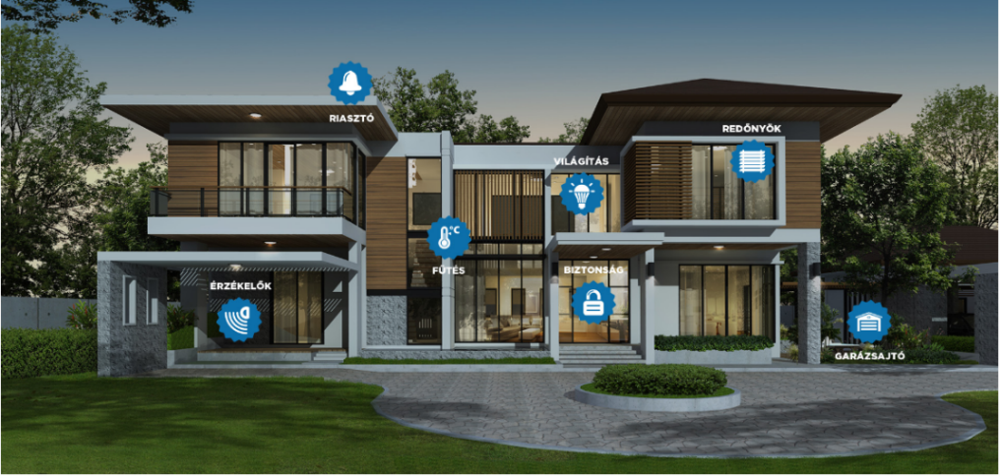 RIASZTÓ
REDŐNYÖK
VILÁGÍTÁS
°C
FŰTÉS
BIZTONSÁG
ÉRZÉKELŐK
GARÁZSAJTÓ